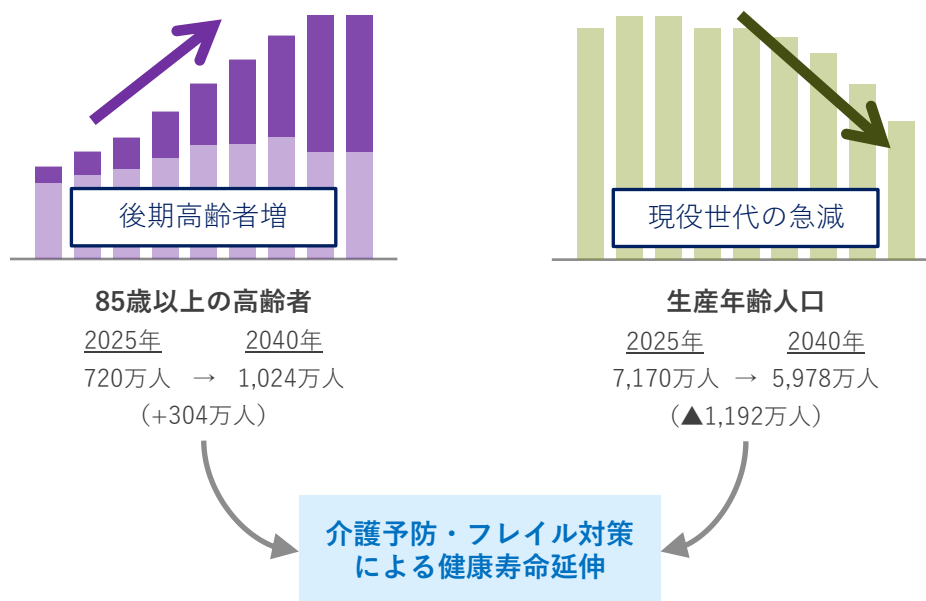 後期高齢者増
現役世代の急減
85歳以上の高齢者
2025年 2040年
720万人 → 1,024万人
（+304万人）
生産年齢人口
2025年 2040年
7,170万人 → 5,978万人
（▲1,192万人）
介護予防・フレイル対策
による健康寿命延伸